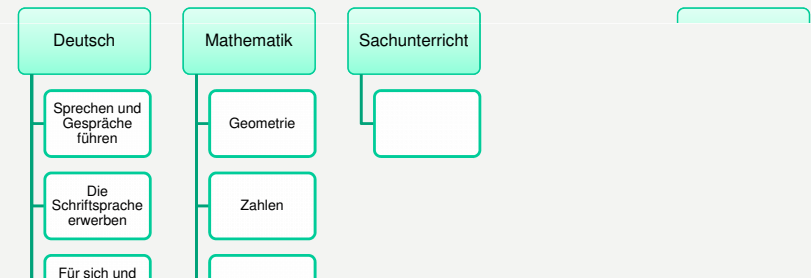 Deutsch
Sprechen und
Gespräche
führen
Die
Schriftsprache
erwerben
Für sich und
Mathematik
Geometrie
Zahlen
Sachunterricht